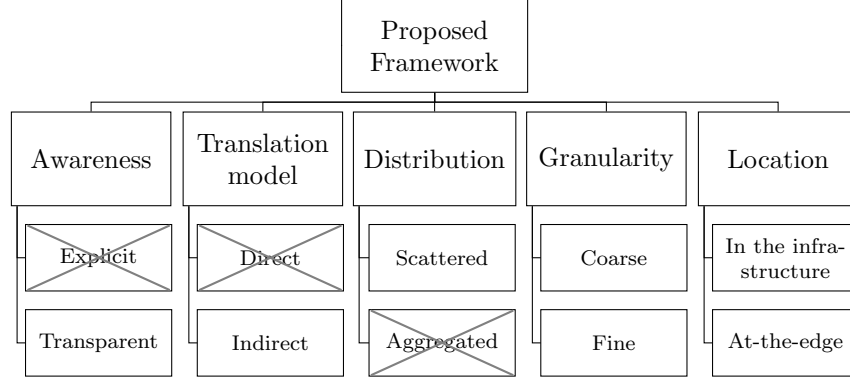 Proposed
Framework
Awareness
Translation
model
Distribution
Granularity
Location
Explicit
Direct
Scattered
Coarse
In the infra-
structure
Transparent
Indirect
Aggregated
Fine
At-the-edge